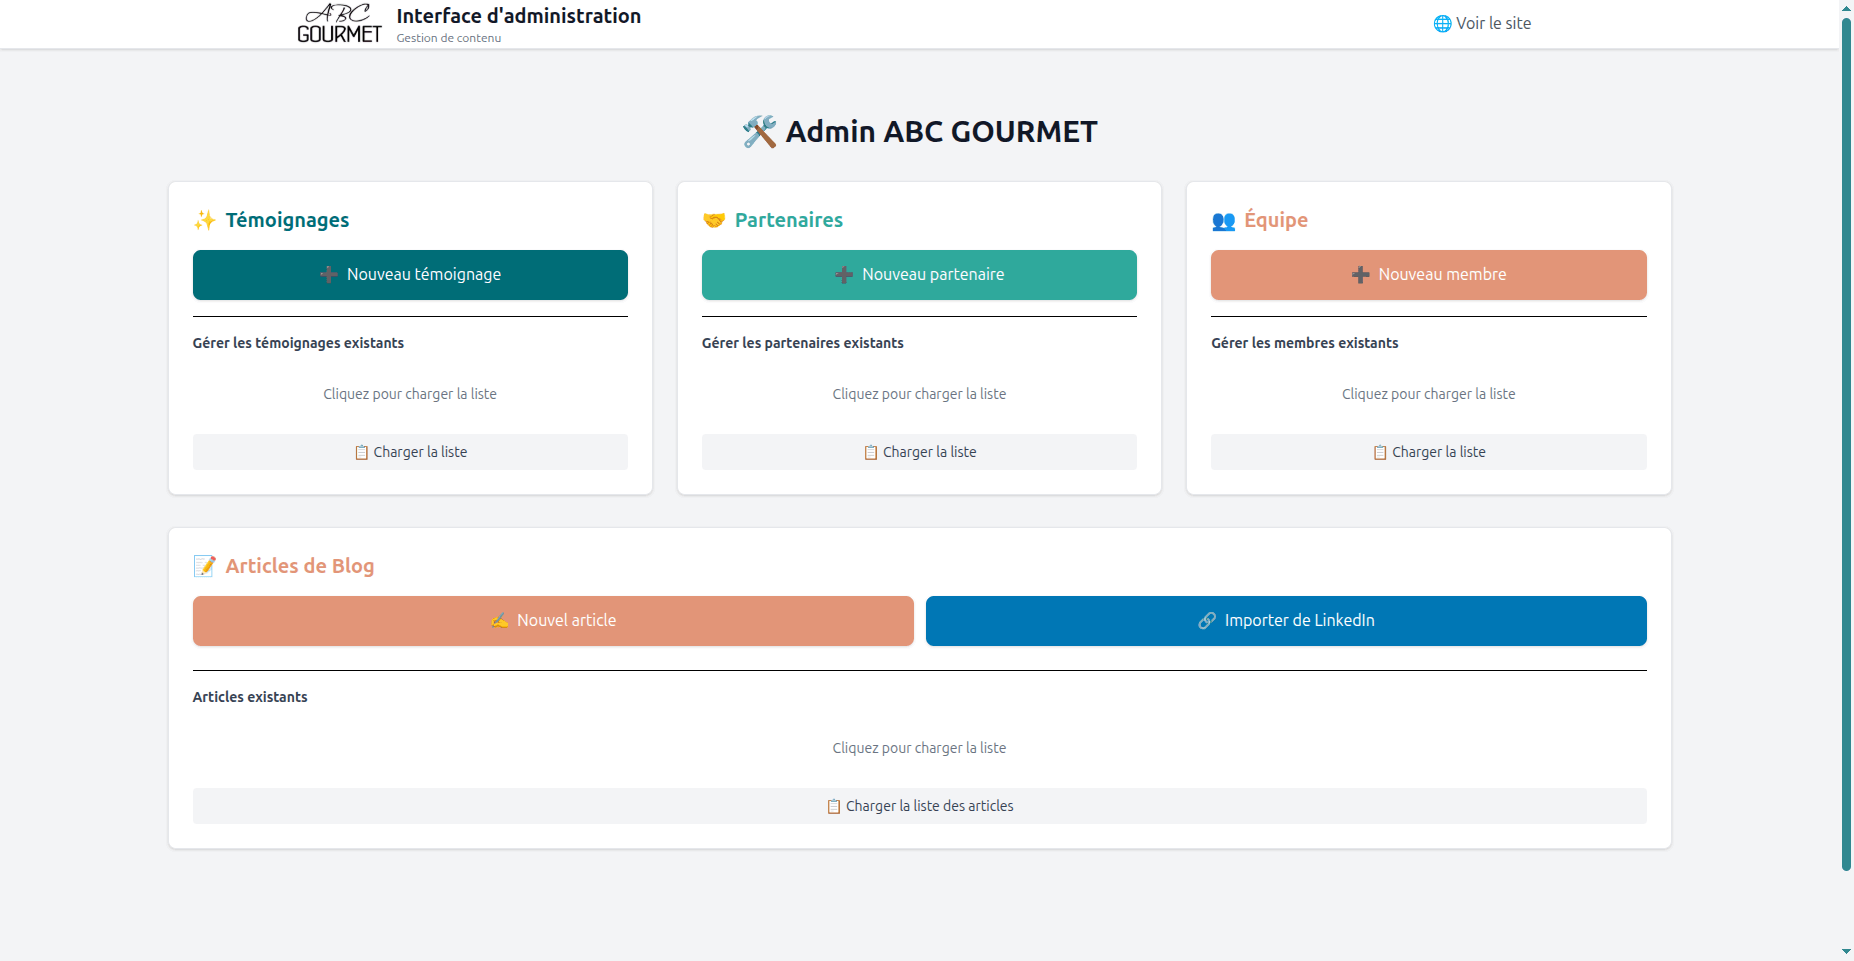 ABC
GOURMET
Interface d'administration
Gestion de contenu
🌐 Voir le site
🛠️ Admin ABC GOURMET
✨ Témoignages
➕ Nouveau témoignage
Gérer les témoignages existants
Cliquez pour charger la liste
📋 Charger la liste
🤝 Partenaires
➕ Nouveau partenaire
Gérer les partenaires existants
Cliquez pour charger la liste
📋 Charger la liste
👥 Équipe
➕ Nouveau membre
Gérer les membres existants
Cliquez pour charger la liste
📋 Charger la liste
📝 Articles de Blog
✍️ Nouvel article
🔗 Importer de LinkedIn
Articles existants
Cliquez pour charger la liste
📋 Charger la liste des articles